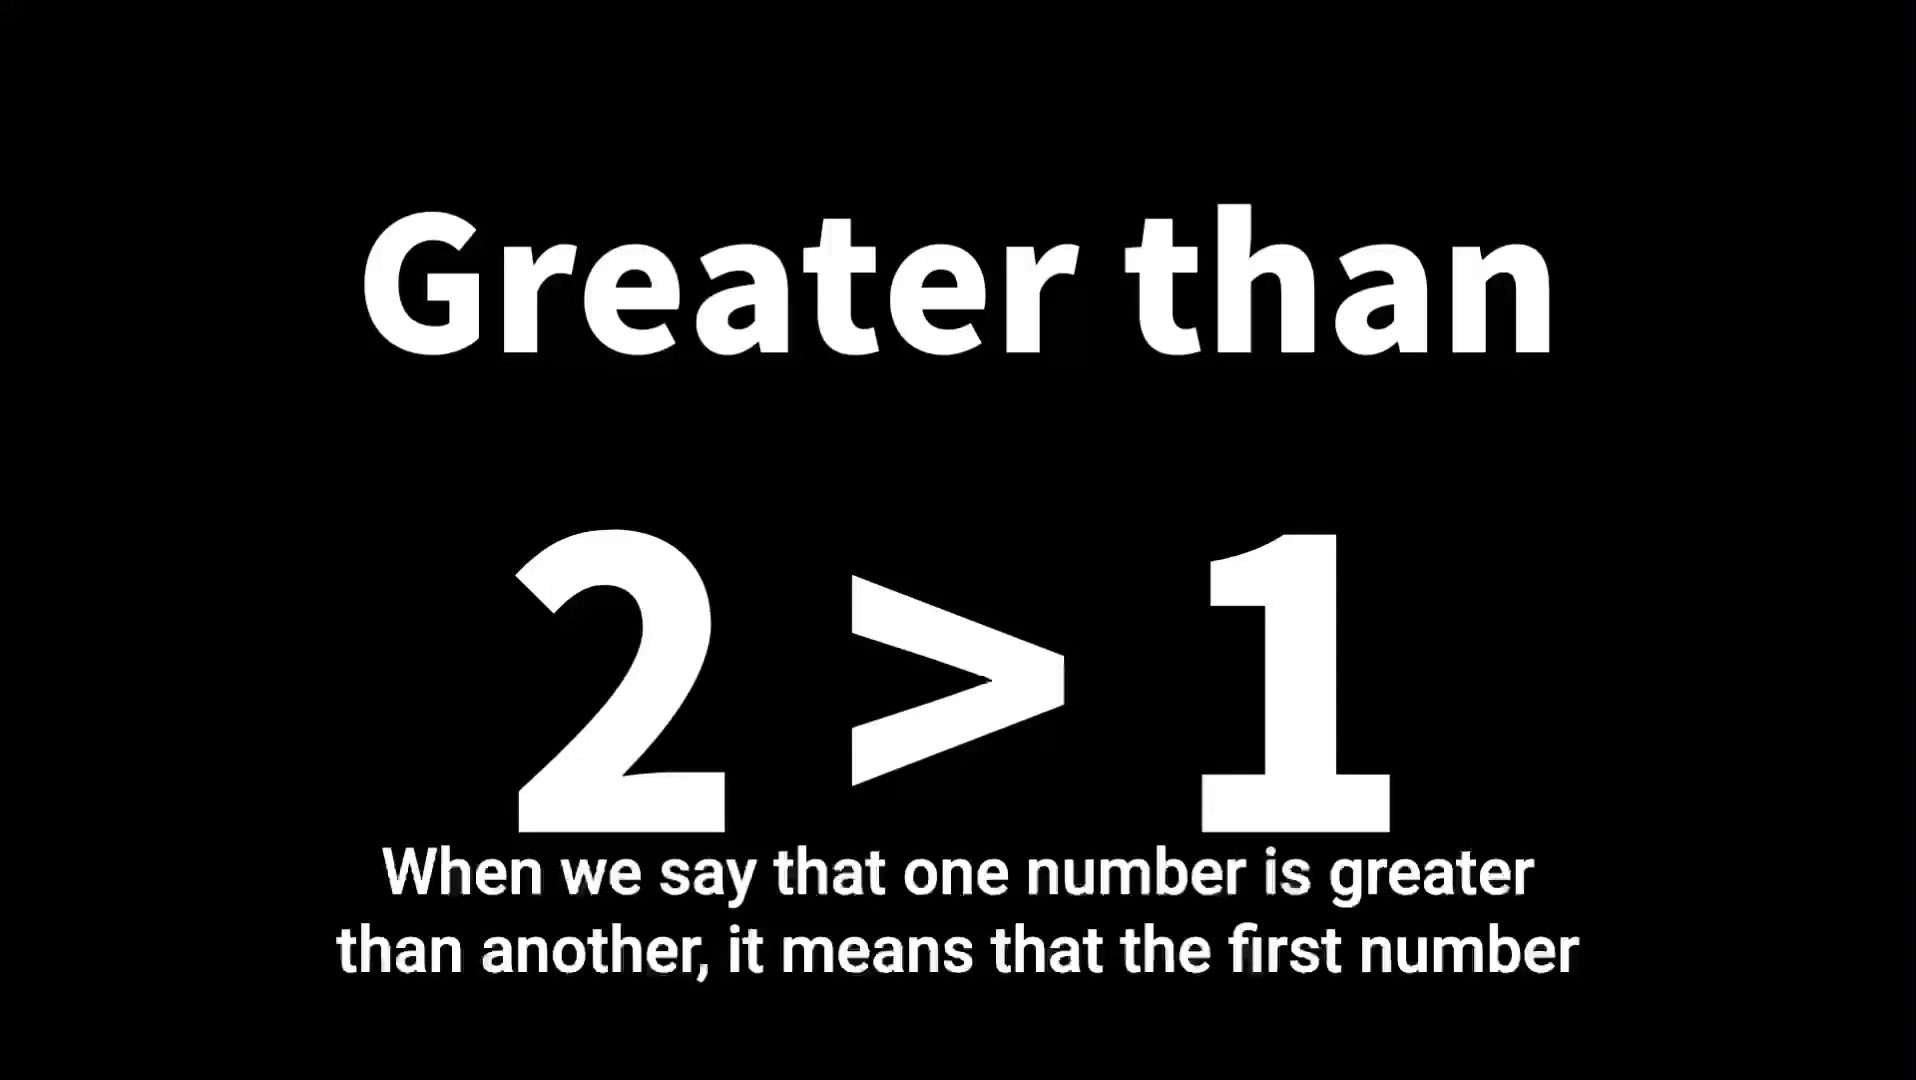 Greater than
2 > 1
When we say that one number is greater
than another, it means that the first number